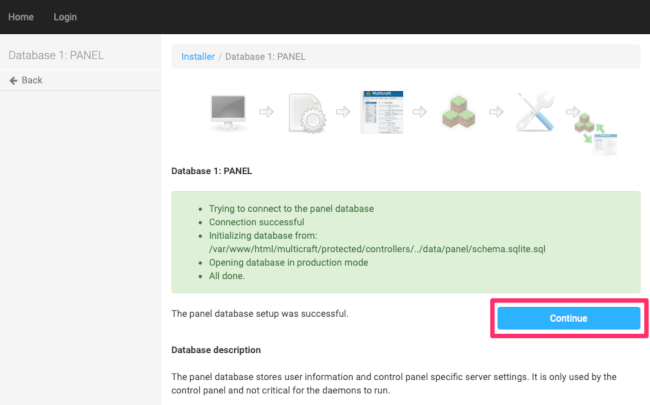 Home Login
Database 1: PANEL
Back
Installer / Database 1: PANEL
Multicraft
Database 1: PANEL
Trying to connect to the panel database
Connection successful
Initializing database from:
/var/www/html/multicraft/protected/controllers/../data/panel/schema.sqlite.sql
Opening database in production mode
All done.
The panel database setup was successful.
Continue
Database description
The panel database stores user information and control panel specific server settings. It is only used by the
control panel and not critical for the daemons to run.